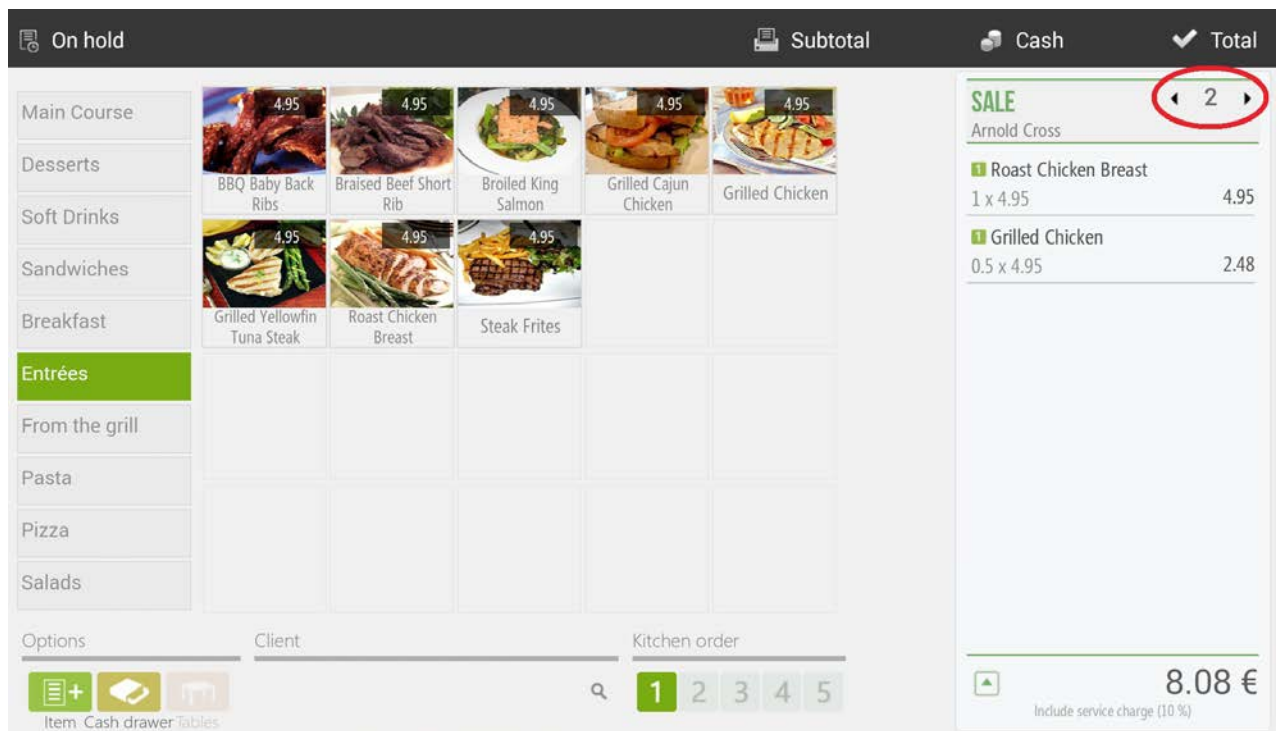 On hold
Subtotal
Cash
Total
Main Course
Desserts
Soft Drinks
Sandwiches
Breakfast
Entrées
From the grill
Pasta
Pizza
Salads
4.95
4.95
4.95
4.95
4.95
BBQ Baby Back
Ribs
Braised Beef Short
Rib
Broiled King
Salmon
Grilled Cajun
Chicken
Grilled Chicken
4.95
4.95
4.95
Grilled Yellowfin
Tuna Steak
Roast Chicken
Breast
Steak Frites
SALE
2
Arnold Cross
1 Roast Chicken Breast
1 x 4.95 4.95
1 Grilled Chicken
0.5 x 4.95 2.48
8.08 €
Include service charge (10 %)
Options
Client
Kitchen order
Item
Cash drawer
Tables
1 2 3 4 5